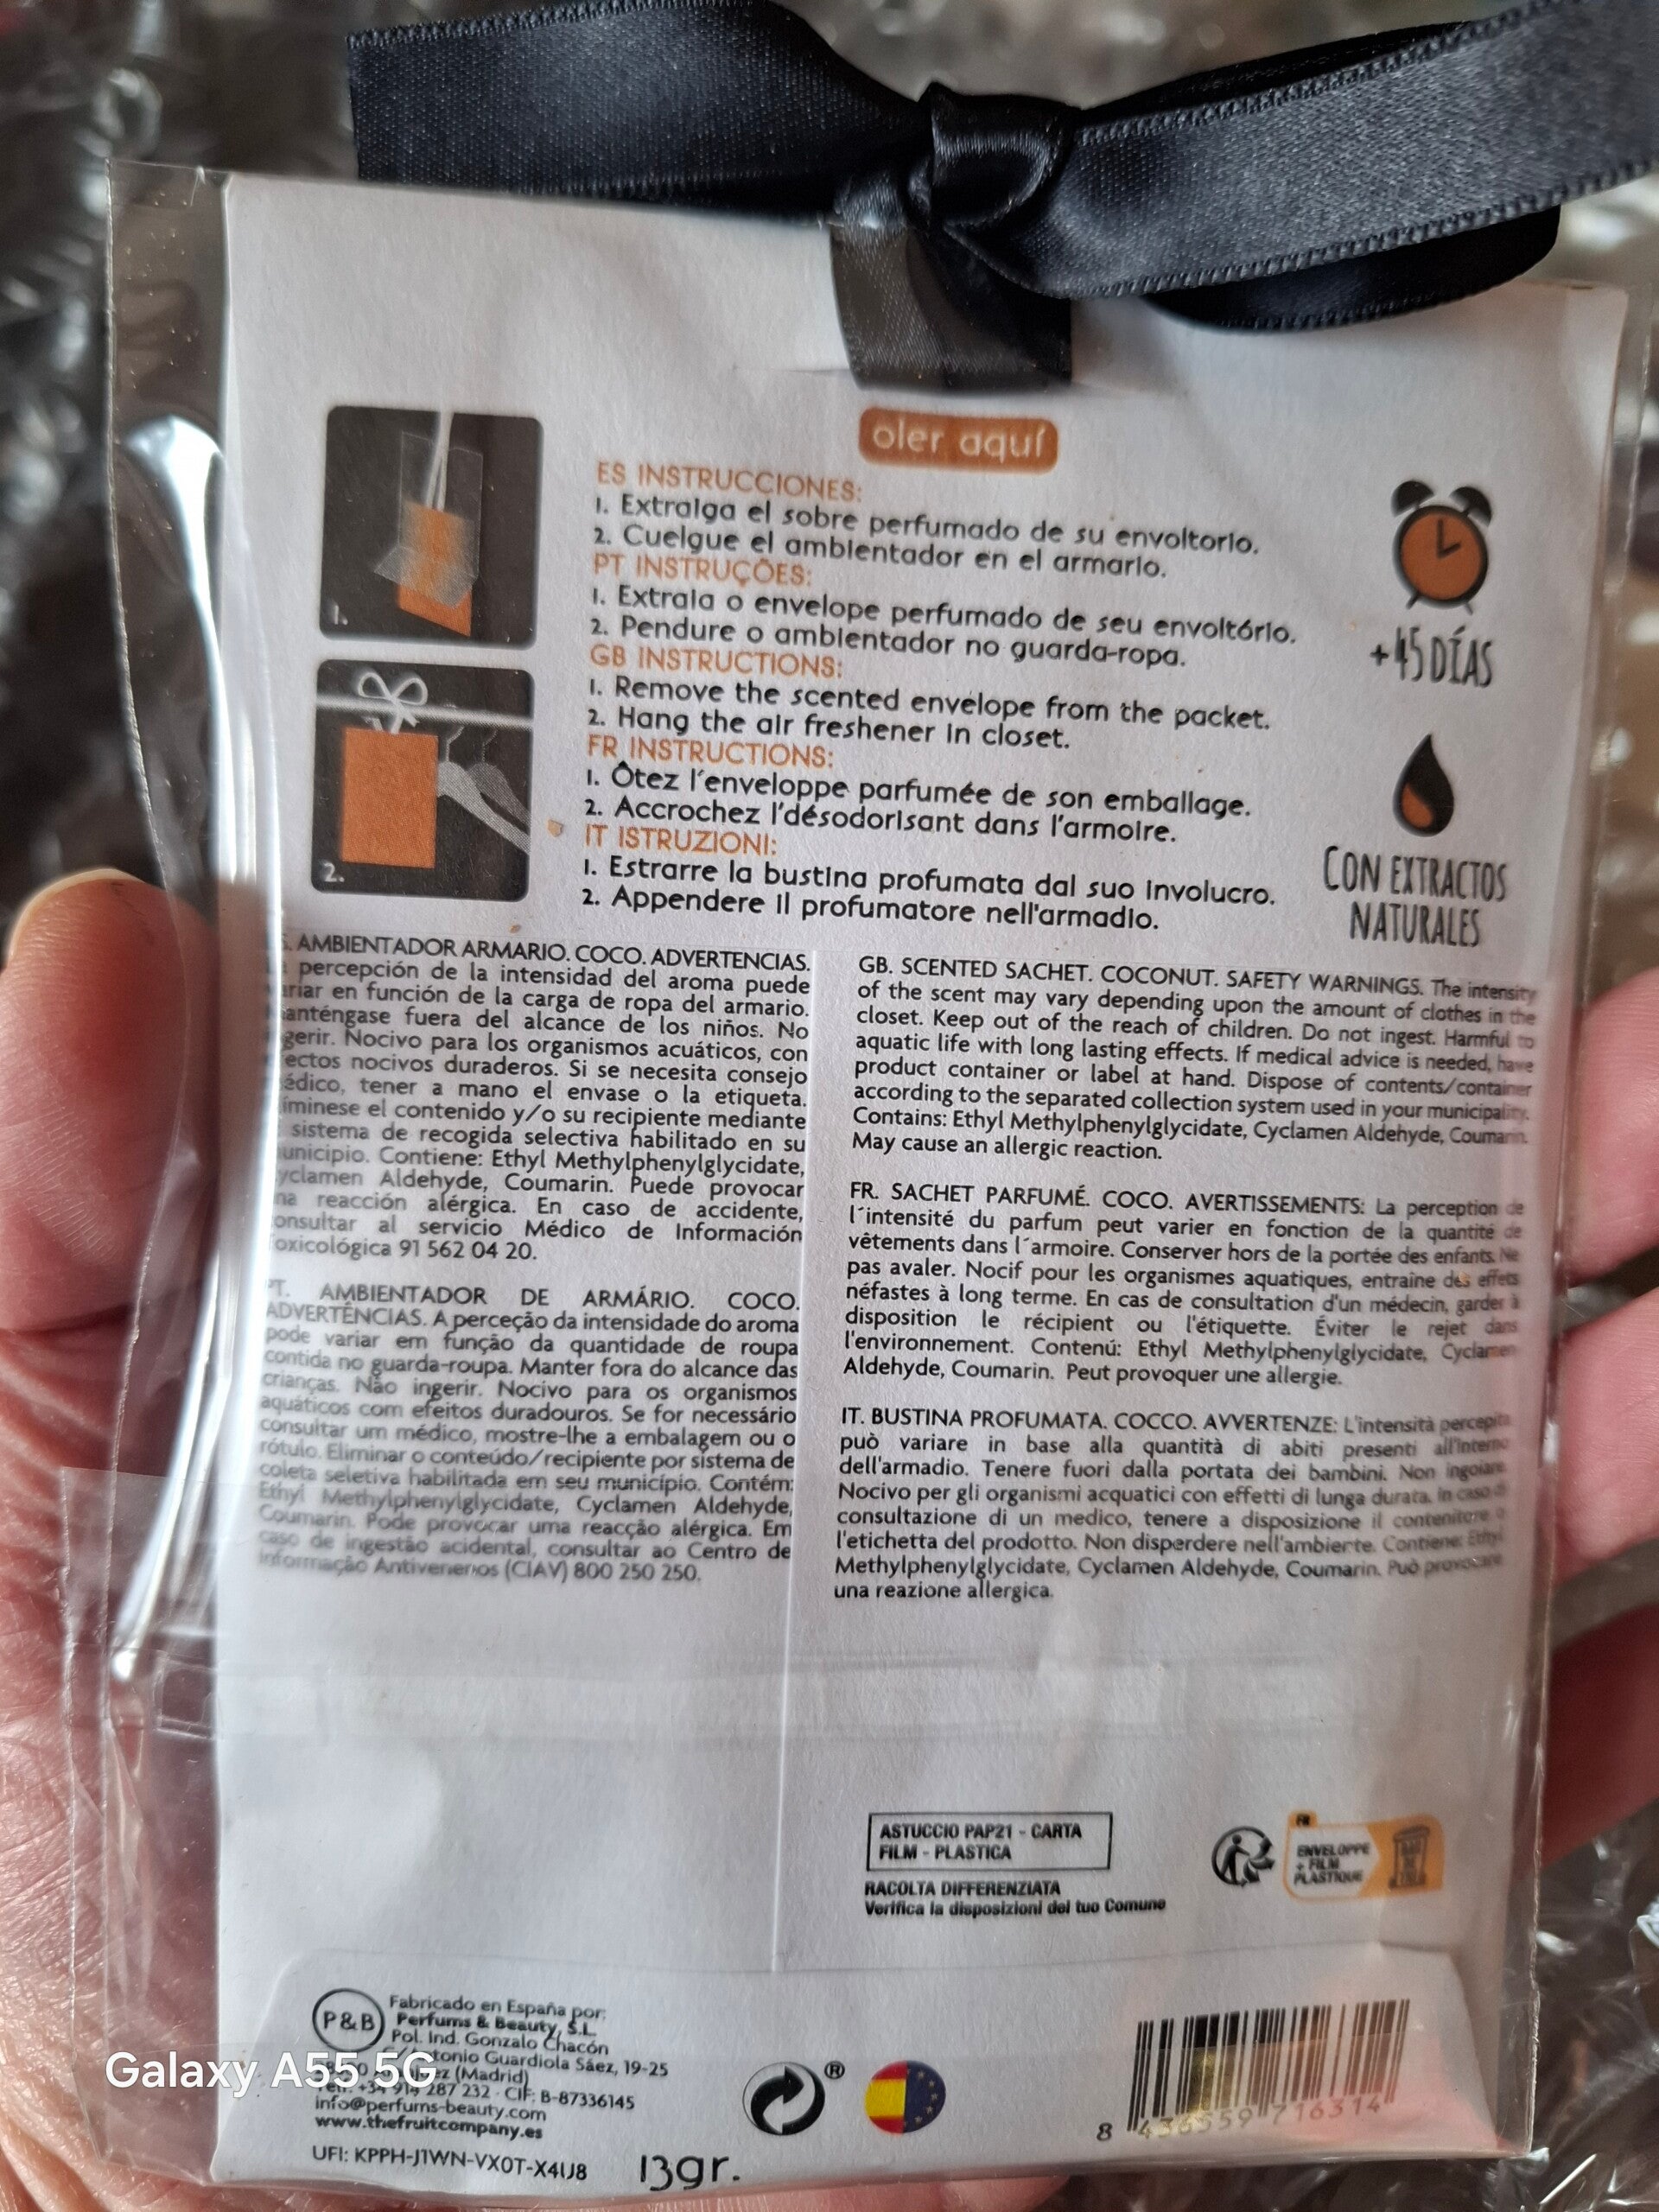 oler aquí
ES INSTRUCCIONES:
1. Extraiga el sobre perfumado de su envoltorio.
2. Cuelgue el ambientador en el armario.
PT INSTRUÇÕES:
1. Extraia o envelope perfumado de seu envoltório.
2. Pendure o ambientador no guarda-ropa.
GB INSTRUCTIONS:
1. Remove the scented envelope from the packet.
2. Hang the air freshener in closet.
FR INSTRUCTIONS:
1. Ôtez l´enveloppe parfumée de son emballage.
2. Accrochez l'désodorisant dans l'armoire.
IT ISTRUZIONI:
1. Estrarre la bustina profumata dal suo involucro.
2. Appendere il profumatore nell'armadio.
1.
2.
+45 DÍAS
CON EXTRACTOS
NATURALES
AMBIENTADOR ARMARIO. COCO. ADVERTENCIAS.
percepción de la intensidad del aroma puede
ariar en función de la carga de ropa del armario.
anténgase fuera del alcance de los niños. No
gerir. Nocivo para los organismos acuáticos, con
ectos nocivos duraderos. Si se necesita consejo
édico, tener a mano el envase o la etiqueta.
íminese el contenido y/o su recipiente mediante
sistema de recogida selectiva habilitado en su
unicipio. Contiene: Ethyl Methylphenylglycidate,
yclamen Aldehyde, Coumarin. Puede provocar
na reacción alérgica. En caso de accidente,
onsultar al servicio Médico de Información
oxicológica 91 562 04 20.
PT. AMBIENTADOR DE ARMÁRIO. COCO.
ADVERTÊNCIAS. A perceção da intensidade do aroma
pode variar em função da quantidade de roupa
contida no guarda-roupa. Manter fora do alcance das
crianças. Não ingerir. Nocivo para os organismos
aquáticos com efeitos duradouros. Se for necessário
consultar um médico, mostre-lhe a embalagem ou o
rótulo. Eliminar o conteúdo/recipiente por sistema de
coleta seletiva habilitada em seu município. Contém:
Ethyl Methylphenylglycidate, Cyclamen Aldehyde,
Coumarin. Pode provocar uma reacção alérgica. Em
caso de ingestão acidental, consultar ao Centro de
Informação Antivenenos (CIAV) 800 250 250.
GB. SCENTED SACHET. COCONUT. SAFETY WARNINGS. The intensity
of the scent may vary depending upon the amount of clothes in the
closet. Keep out of the reach of children. Do not ingest. Harmful to
aquatic life with long lasting effects. If medical advice is needed, have
product container or label at hand. Dispose of contents/container
according to the separated collection system used in your municipality.
Contains: Ethyl Methylphenylglycidate, Cyclamen Aldehyde, Coumarin.
May cause an allergic reaction.
FR. SACHET PARFUMÉ. COCO. AVERTISSEMENTS: La perception de
l´intensité du parfum peut varier en fonction de la quantité de
vêtements dans l´armoire. Conserver hors de la portée des enfants. Ne
pas avaler. Nocif pour les organismes aquatiques, entraine des effets
néfastes à long terme. En cas de consultation d'un médecin, garder à
disposition le récipient ou l'étiquette. Éviter le rejet dans
l'environnement. Contenú: Ethyl Methylphenylglycidate, Cyclamen
Aldehyde, Coumarin. Peut provoquer une allergie.
IT. BUSTINA PROFUMATA. COCCO. AVVERTENZE: L'intensità percepita
può variare in base alla quantità di abiti presenti all'interno
dell'armadio. Tenere fuori dalla portata dei bambini. Non ingoiare.
Nocivo per gli organismi acquatici con effetti di lunga durata. In caso di
consultazione di un medico, tenere a disposizione il contenitore o
l'etichetta del prodotto. Non disperdere nell'ambiente. Contiene: Ethyl
Methylphenylglycidate, Cyclamen Aldehyde, Coumarin. Può provocare
una reazione allergica.
ASTUCCIO PAP21 - CARTA
FILM - PLASTICA
RACOLTA DIFFERENZIATA
Verifica la disposizioni del tuo Comune
FR
ENVELOPPE
+ FILM
PLASTIQUE
P&B
Fabricado en España por:
Perfums & Beauty, S.L.
Pol. Ind. Gonzalo Chacón
Antonio Guardiola Sáez, 19-25
(Madrid)
Telf. +34 914 287 232 · CIF: B-87336145
info@perfums-beauty.com
www.thefruitcompany.es
UFI: KPPH-J1WN-VX0T-X4U8
13gr.
®
8 436559 716314
Galaxy A55 5G